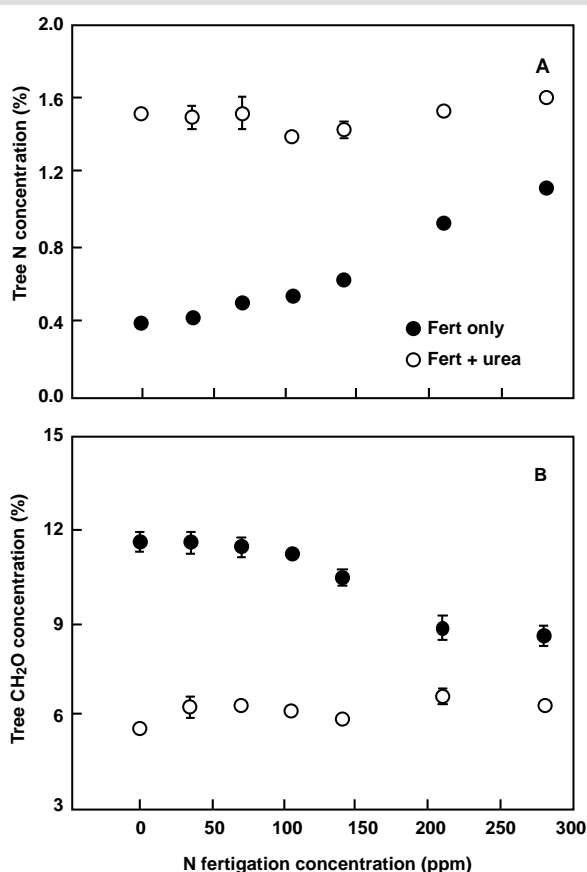 2.0
A
1.6
1.2
0.8
0.4
0.0
Tree N concentration (%)
Fert only
Fert + urea
15
B
12
9
6
3
Tree CH2O concentration (%)
0 50 100 150 200 250 300
N fertigation concentration (ppm)